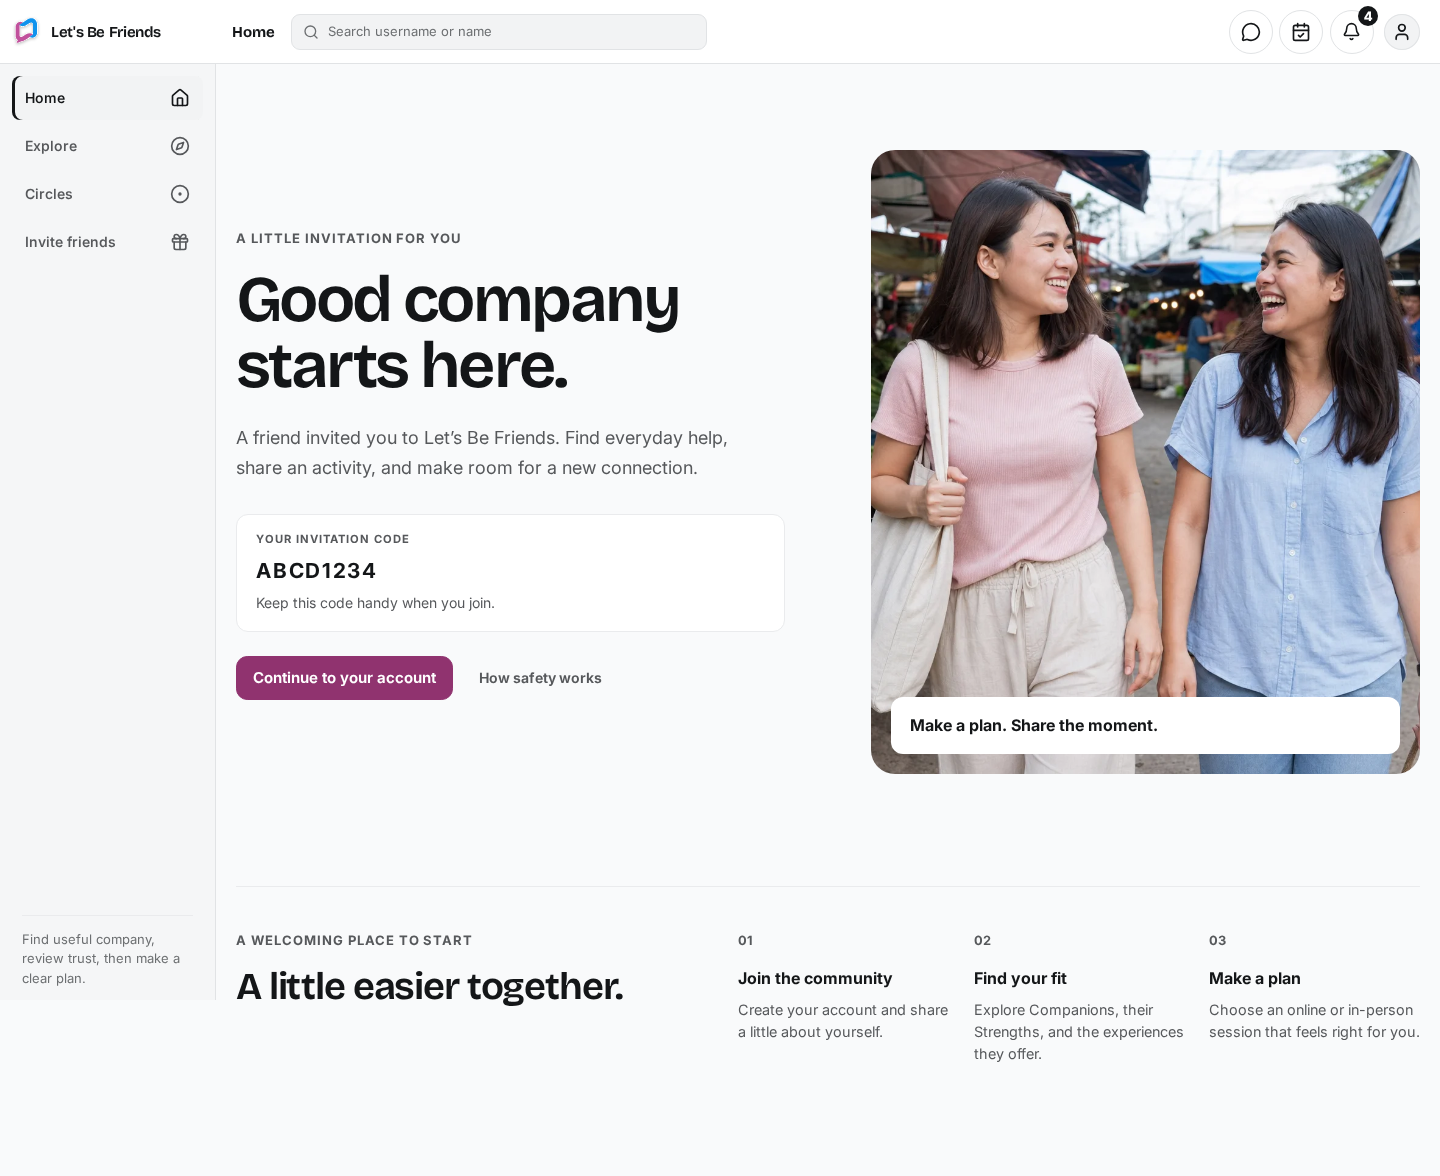 Let's Be Friends
Home
Search username or name
4
Home
Explore
Circles
Invite friends
A LITTLE INVITATION FOR YOU
Good company
starts here.
A friend invited you to Let’s Be Friends. Find everyday help,
share an activity, and make room for a new connection.
YOUR INVITATION CODE
ABCD1234
Keep this code handy when you join.
Continue to your account
How safety works
Make a plan. Share the moment.
Find useful company,
review trust, then make a
clear plan.
A WELCOMING PLACE TO START
A little easier together.
01
Join the community
Create your account and share
a little about yourself.
02
Find your fit
Explore Companions, their
Strengths, and the experiences
they offer.
03
Make a plan
Choose an online or in-person
session that feels right for you.